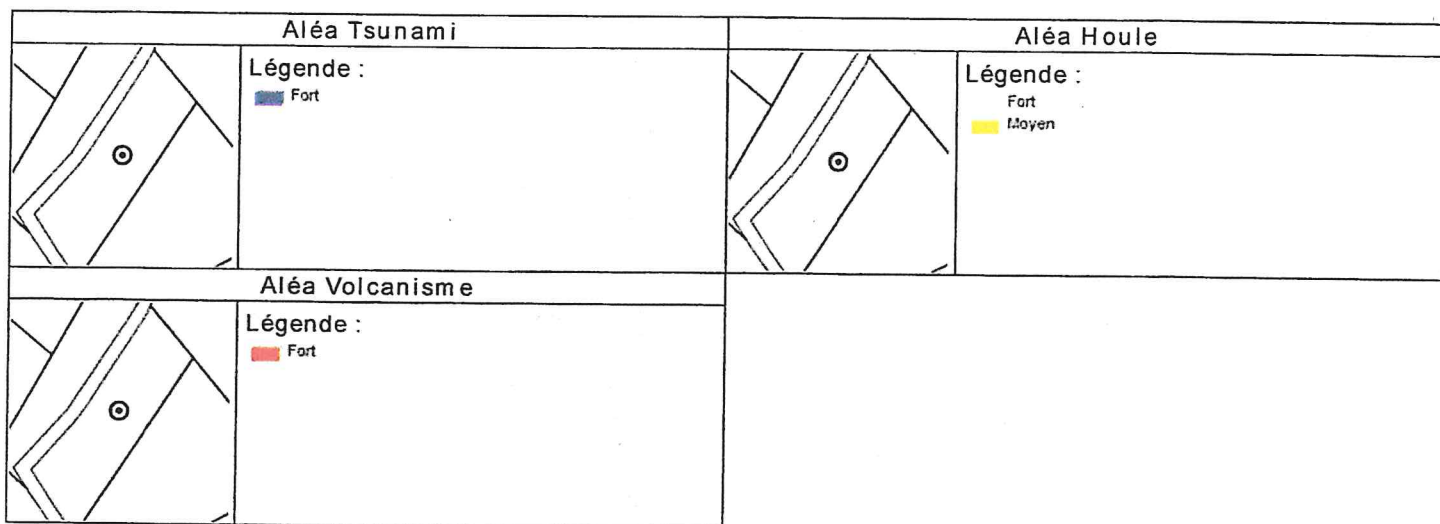 Aléa Tsunami
Légende :
Fort
Aléa Houle
Légende :
Fort
Moyen
Aléa Volcanisme
Légende :
Fort